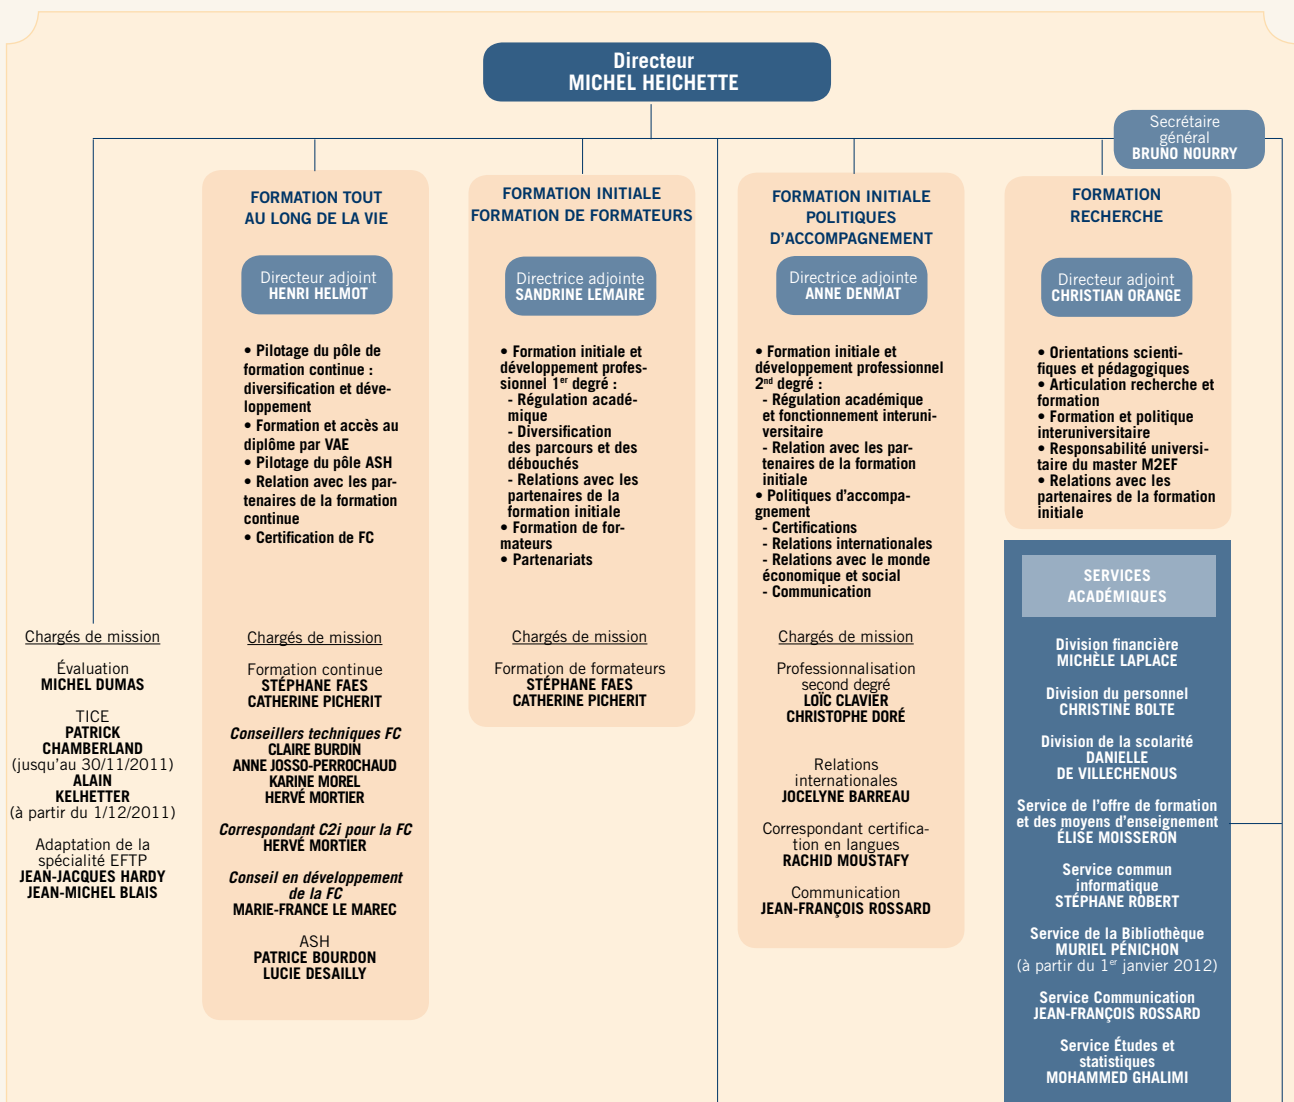 Directeur
MICHEL HEICHETTE
Secrétaire
général
BRUNO NOURRY
FORMATION TOUT
AU LONG DE LA VIE
Directeur adjoint
HENRI HELMOT
• Pilotage du pôle de
formation continue :
diversification et déve-
loppement
• Formation et accès au
diplôme par VAE
• Pilotage du pôle ASH
• Relation avec les par-
tenaires de la formation
continue
• Certification de FC
FORMATION INITIALE
FORMATION DE FORMATEURS
Directrice adjointe
SANDRINE LEMAIRE
• Formation initiale et
développement profes-
sionnel 1er degré :
- Régulation acadé-
mique
- Diversification
des parcours et des
débouchés
- Relations avec les
partenaires de la
formation initiale
• Formation de for-
mateurs
• Partenariats
FORMATION INITIALE
POLITIQUES
D'ACCOMPAGNEMENT
Directrice adjointe
ANNE DENMAT
• Formation initiale et
développement professionnel
2nd degré :
- Régulation académique
et fonctionnement interuni-
versitaire
- Relation avec les par-
tenaires de la formation
initiale
• Politiques d'accompa-
gnement
- Certifications
- Relations internationales
- Relations avec le monde
économique et social
- Communication
FORMATION
RECHERCHE
Directeur adjoint
CHRISTIAN ORANGE
• Orientations scienti-
fiques et pédagogiques
• Articulation recherche et
formation
• Formation et politique
interuniversitaire
• Responsabilité universi-
taire du master M2EF
• Relations avec les
partenaires de la formation
initiale
Chargés de mission
Évaluation
MICHEL DUMAS
TICE
PATRICK
CHAMBERLAND
(jusqu'au 30/11/2011)
ALAIN
KELHETTER
(à partir du 1/12/2011)
Adaptation de la
spécialité EFTP
JEAN-JACQUES HARDY
JEAN-MICHEL BLAIS
Chargés de mission
Formation continue
STÉPHANE FAES
CATHERINE PICHERIT
Conseillers techniques FC
CLAIRE BURDIN
ANNE JOSSO-PERROCHAUD
KARINE MOREL
HERVÉ MORTIER
Correspondant C2i pour la FC
HERVÉ MORTIER
Conseil en développement
de la FC
MARIE-FRANCE LE MAREC
ASH
PATRICE BOURDON
LUCIE DESAILLY
Chargés de mission
Formation de formateurs
STÉPHANE FAES
CATHERINE PICHERIT
Chargés de mission
Professionnalisation
second degré
LOÏC CLAVIER
CHRISTOPHE DORÉ
Relations
internationales
JOCELYNE BARREAU
Correspondant certifica-
tion en langues
RACHID MOUSTAFY
Communication
JEAN-FRANÇOIS ROSSARD
SERVICES
ACADÉMIQUES
Division financière
MICHÈLE LAPLACE
Division du personnel
CHRISTINE BOLTE
Division de la scolarité
DANIELLE
DE VILLECHENOUS
Service de l'offre de formation
et des moyens d'enseignement
ÉLISE MOISSERON
Service commun
informatique
STÉPHANE ROBERT
Service de la Bibliothèque
MURIEL PÉNICHON
(à partir du 1er janvier 2012)
Service Communication
JEAN-FRANÇOIS ROSSARD
Service Études et
statistiques
MOHAMMED GHALIMI